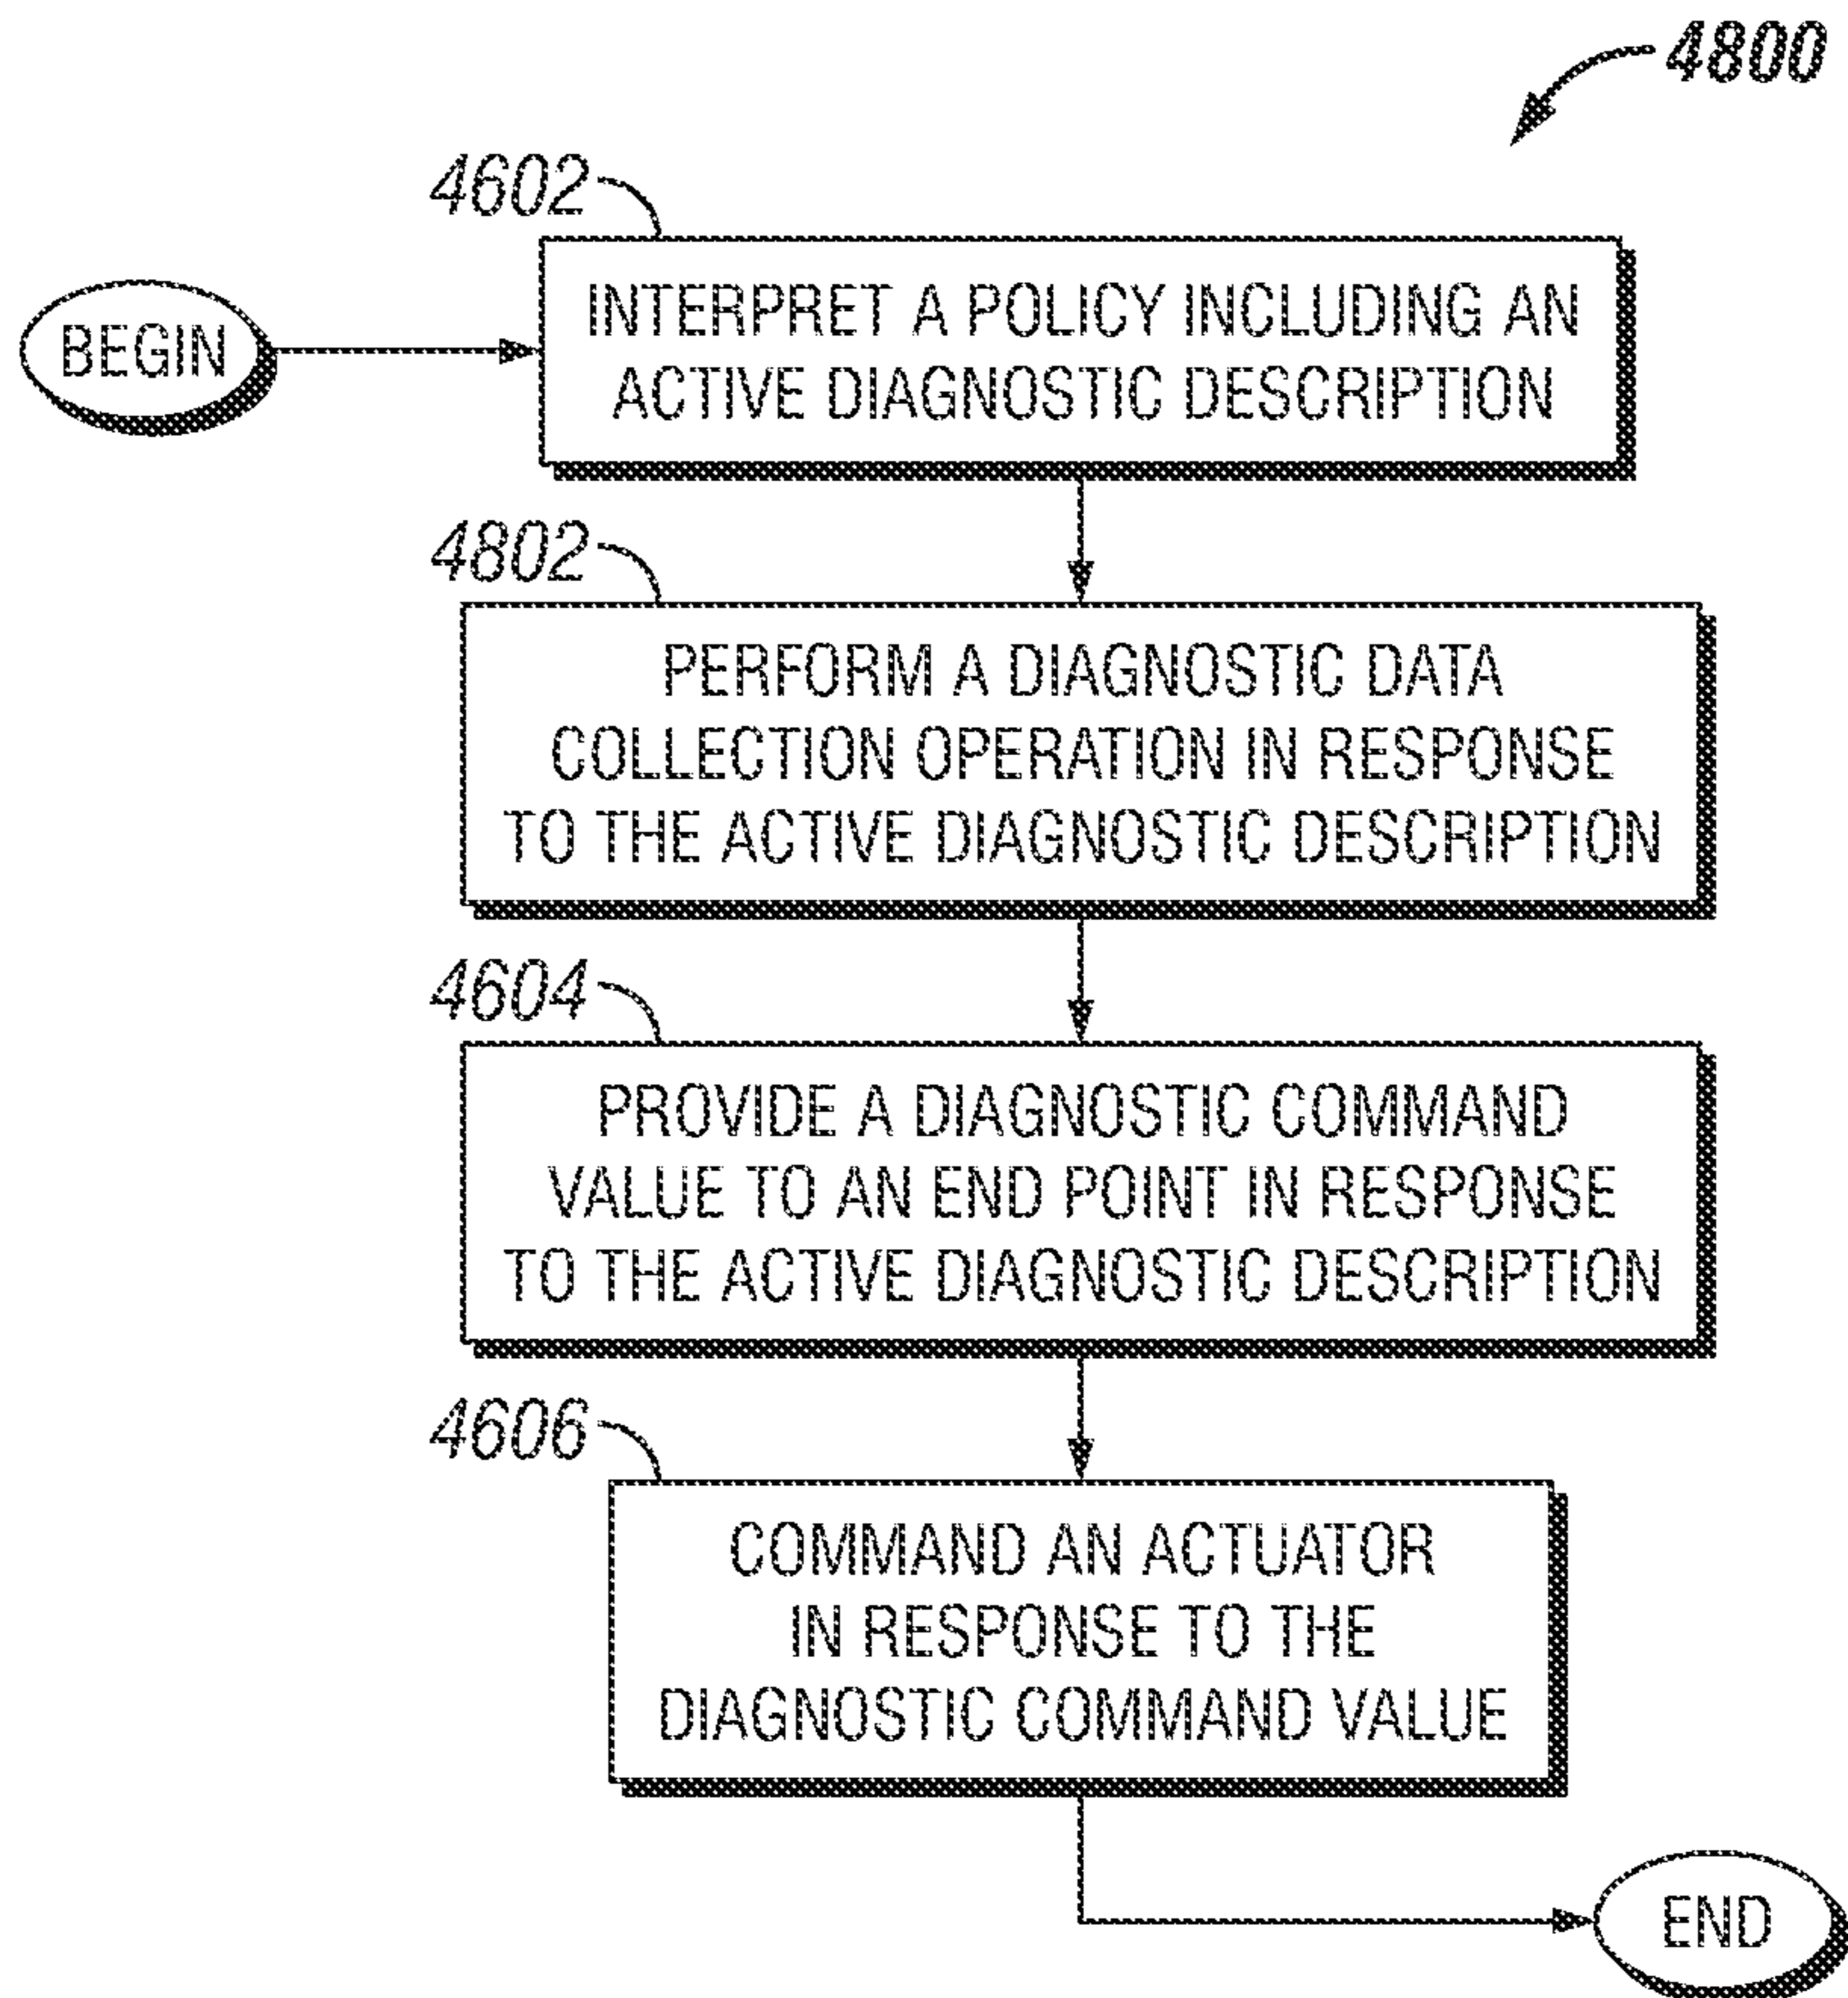 4800
4602
BEGIN
INTERPRET A POLICY INCLUDING AN
ACTIVE DIAGNOSTIC DESCRIPTION
4802
PERFORM A DIAGNOSTIC DATA
COLLECTION OPERATION IN RESPONSE
TO THE ACTIVE DIAGNOSTIC DESCRIPTION
4604
PROVIDE A DIAGNOSTIC COMMAND
VALUE TO AN END POINT IN RESPONSE
TO THE ACTIVE DIAGNOSTIC DESCRIPTION
4606
COMMAND AN ACTUATOR
IN RESPONSE TO THE
DIAGNOSTIC COMMAND VALUE
END